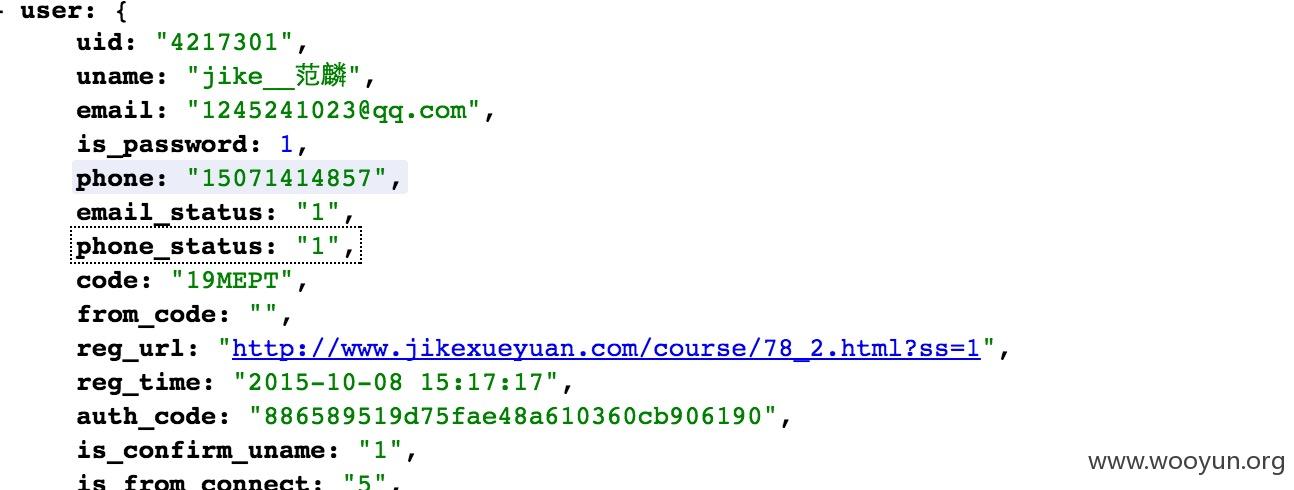 - user: {
uid: "4217301",
uname: "jike__范麟",
email: "1245241023@qq.com",
is_password: 1,
phone: "15071414857",
email_status: "1",
phone_status: "1",
code: "19MEPT",
from_code: "",
reg_url: "http://www.jikexueyuan.com/course/78_2.html?ss=1",
reg_time: "2015-10-08 15:17:17",
auth_code: "886589519d75fae48a610360cb906190",
is_confirm_uname: "1",
is_from_connect: "5",
www.wooyun.org